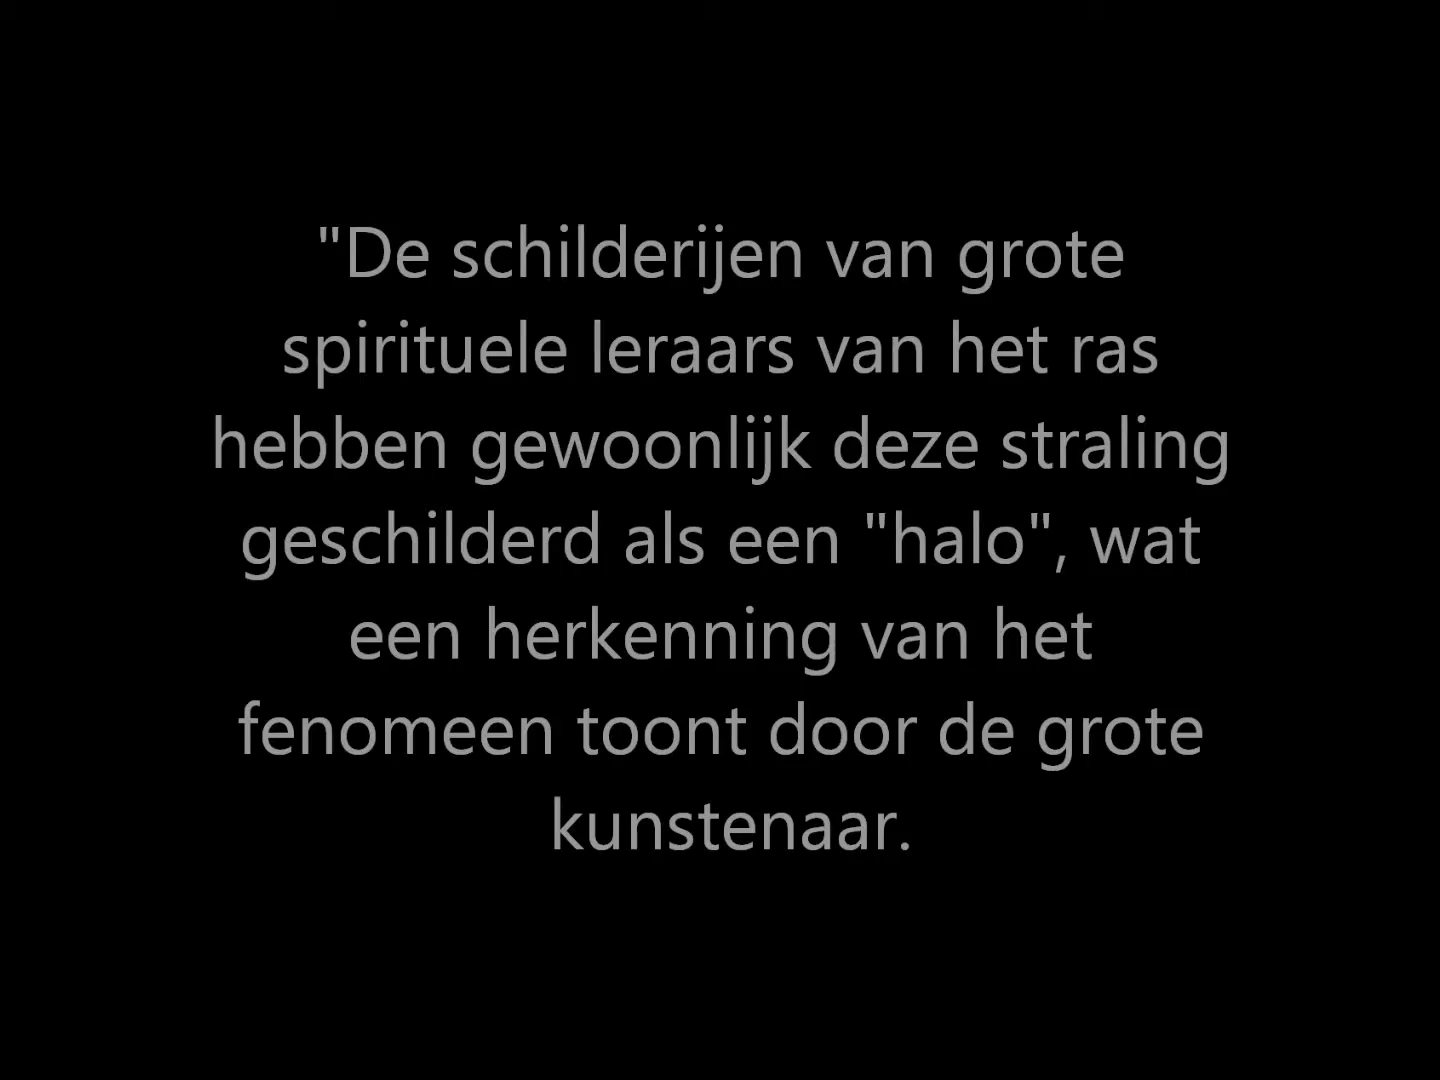 "De schilderijen van grote
spirituele leraars van het ras
hebben gewoonlijk deze straling
geschilderd als een "halo", wat
een herkenning van het
fenomeen toont door de grote
kunstenaar.